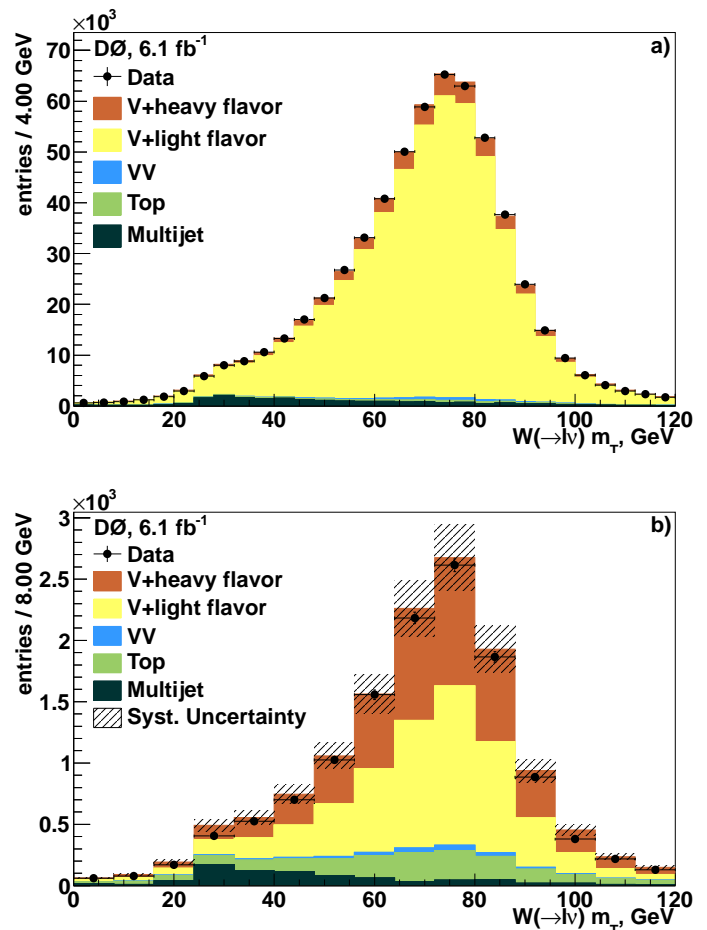 ×10³
DØ, 6.1 fb⁻¹
a)
Data
V+heavy flavor
V+light flavor
VV
Top
Multijet
entries / 4.00 GeV
70
60
50
40
30
20
10
0
0 20 40 60 80 100 120
W(→lν) m_T, GeV
×10³
DØ, 6.1 fb⁻¹
b)
Data
V+heavy flavor
V+light flavor
VV
Top
Multijet
Syst. Uncertainty
entries / 8.00 GeV
3
2.5
2
1.5
1
0.5
0
0 20 40 60 80 100 120
W(→lν) m_T, GeV